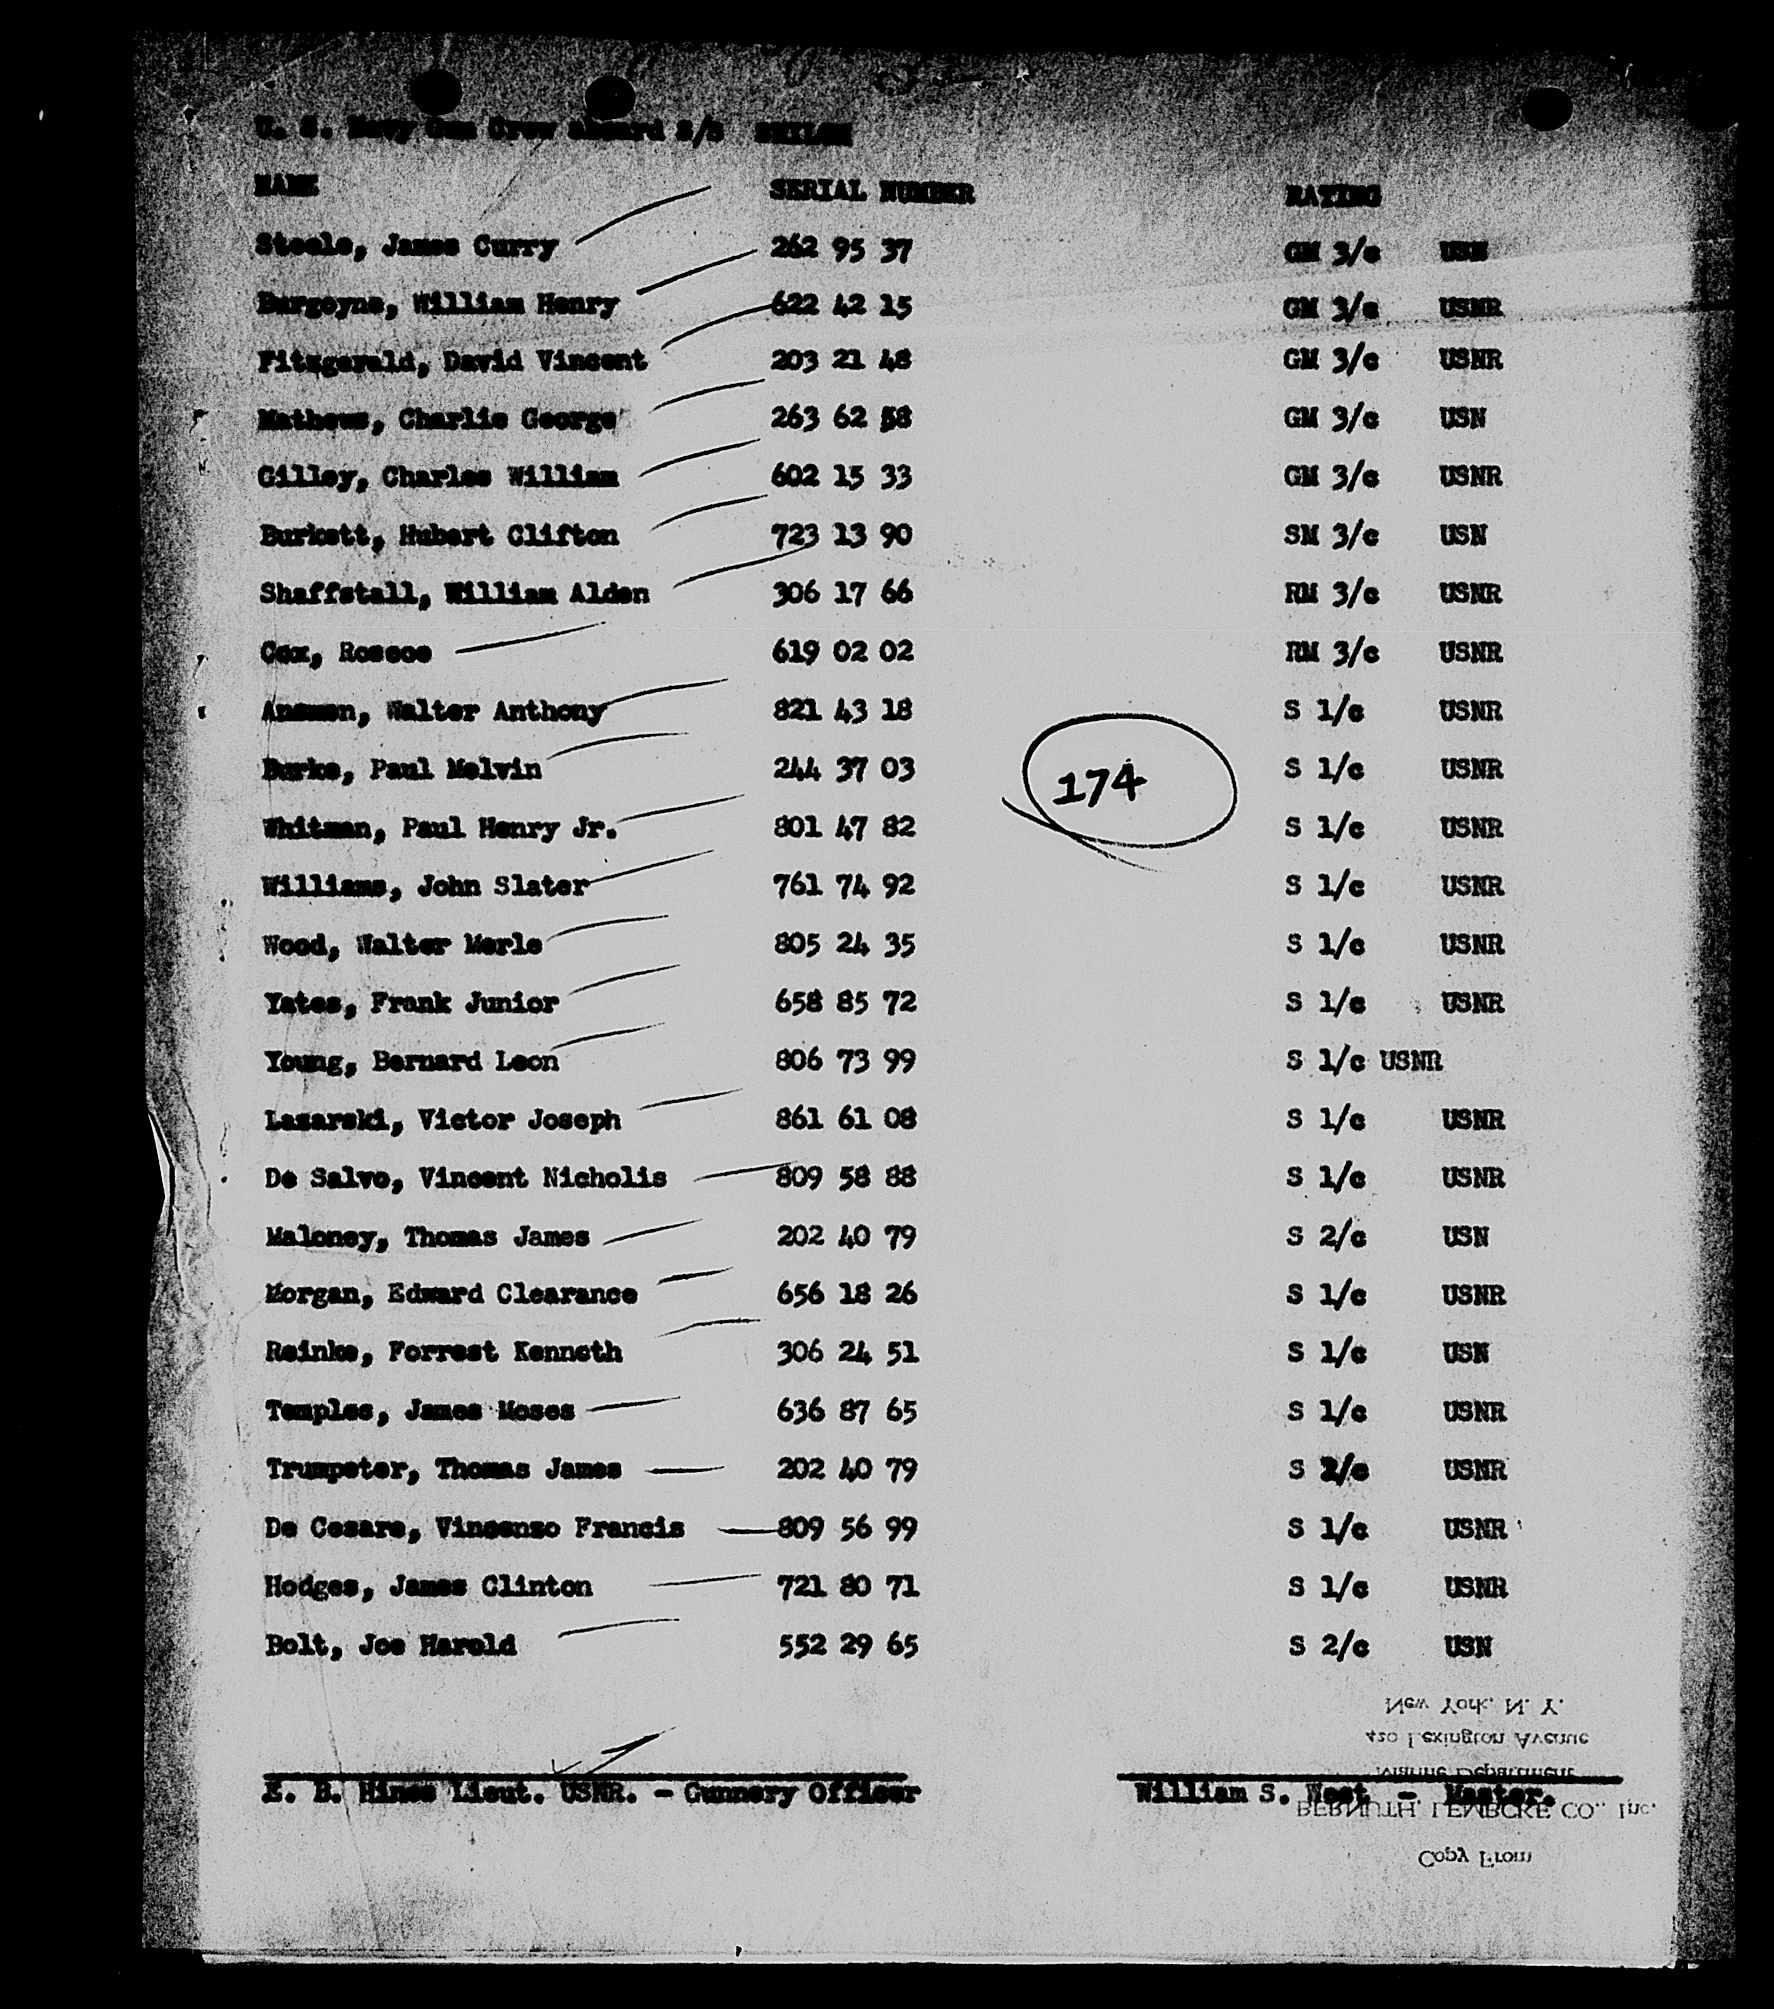 U. S. Navy Gun Crew aboard s/s SHILOH
NAME SERIAL NUMBER RATING
Steele, James Curry 262 95 37 GM 3/c USN
Burgoyne, William Henry 622 42 15 GM 3/c USNR
Fitzgerald, David Vincent 203 21 48 GM 3/c USNR
Mathews, Charlie George 263 62 58 GM 3/c USN
Gilley, Charles William 602 15 33 GM 3/c USNR
Burkett, Hubert Clifton 723 13 90 SM 3/c USN
Shaffstall, William Alden 306 17 66 RM 3/c USNR
Cox, Roscoe 619 02 02 RM 3/c USNR
Walter Anthony 821 43 18 S 1/c USNR
Burke, Paul Melvin 244 37 03 S 1/c USNR
174
Whitman, Paul Henry Jr. 801 47 82 S 1/c USNR
Williams, John Slater 761 74 92 S 1/c USNR
Wood, Walter Merle 805 24 35 S 1/c USNR
Yates, Frank Junior 658 85 72 S 1/c USNR
Young, Bernard Leon 806 73 99 S 1/c USNR
Lazarski, Victor Joseph 861 61 08 S 1/c USNR
De Salvo, Vincent Nicholis 809 58 88 S 1/c USNR
Maloney, Thomas James 202 40 79 S 2/c USN
Morgan, Edward Clearance 656 18 26 S 1/c USNR
Reinke, Forrest Kenneth 306 24 51 S 1/c USN
Temples, James Moses 636 87 65 S 1/c USNR
Trumpeter, Thomas James 202 40 79 S 2/c USNR
De Cesare, Vincenzo Francis 809 56 99 S 1/c USNR
Hodges, James Clinton 721 80 71 S 1/c USNR
Bolt, Joe Harold 552 29 65 S 2/c USN
New York, N. Y.
420 Lexington Avenue
Marine Department
E. B. Hines Lieut. USNR. - Gunnery Officer William S. West - Master.
BERNUTH, LEMBCKE CO., Inc.
Copy From